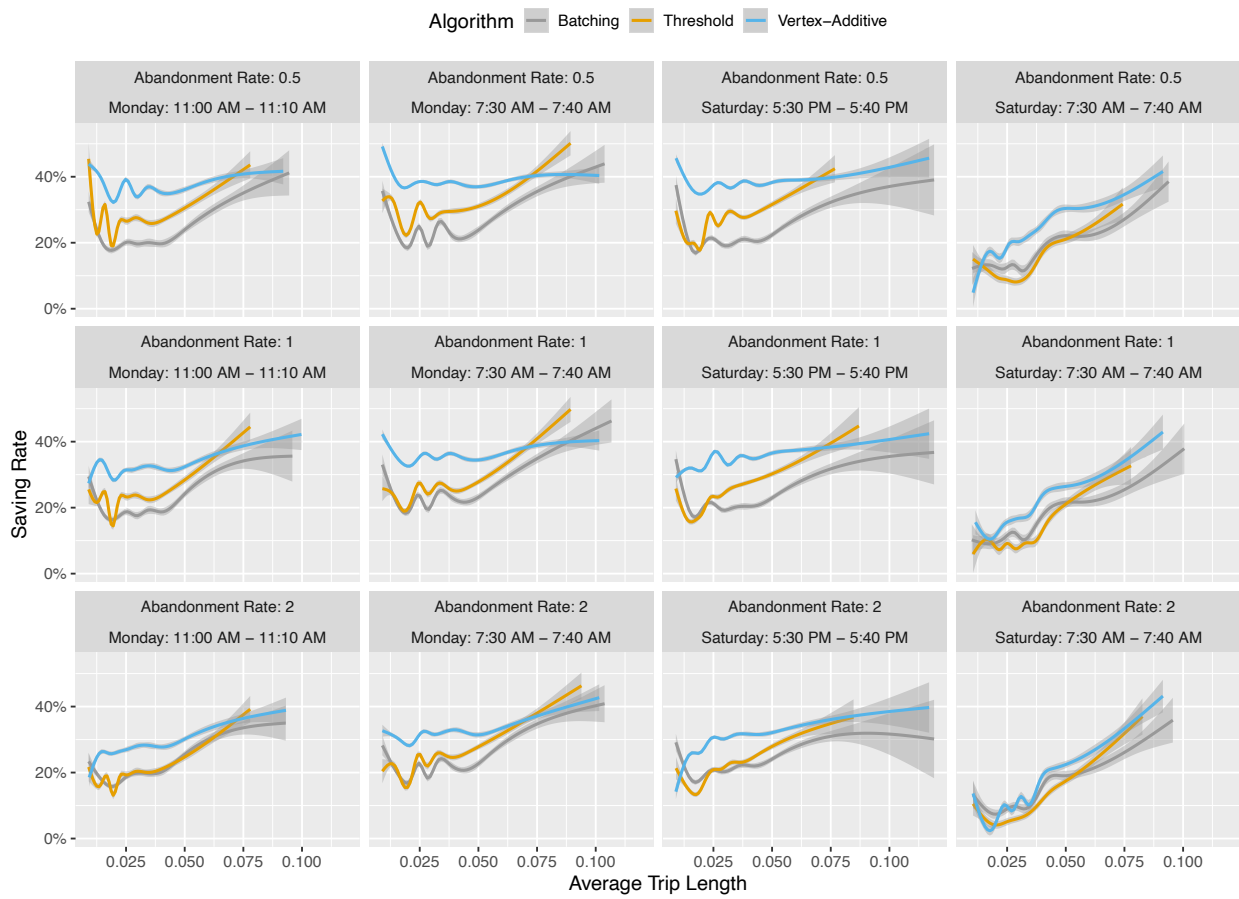 Algorithm Batching Threshold Vertex−Additive
Abandonment Rate: 0.5 Abandonment Rate: 0.5 Abandonment Rate: 0.5 Abandonment Rate: 0.5
Monday: 11:00 AM − 11:10 AM Monday: 7:30 AM − 7:40 AM Saturday: 5:30 PM − 5:40 PM Saturday: 7:30 AM − 7:40 AM
40%
20%
0%
Abandonment Rate: 1 Abandonment Rate: 1 Abandonment Rate: 1 Abandonment Rate: 1
Monday: 11:00 AM − 11:10 AM Monday: 7:30 AM − 7:40 AM Saturday: 5:30 PM − 5:40 PM Saturday: 7:30 AM − 7:40 AM
Saving Rate
40%
20%
0%
Abandonment Rate: 2 Abandonment Rate: 2 Abandonment Rate: 2 Abandonment Rate: 2
Monday: 11:00 AM − 11:10 AM Monday: 7:30 AM − 7:40 AM Saturday: 5:30 PM − 5:40 PM Saturday: 7:30 AM − 7:40 AM
40%
20%
0%
0.025 0.050 0.075 0.100 0.025 0.050 0.075 0.100 0.025 0.050 0.075 0.100 0.025 0.050 0.075 0.100
Average Trip Length